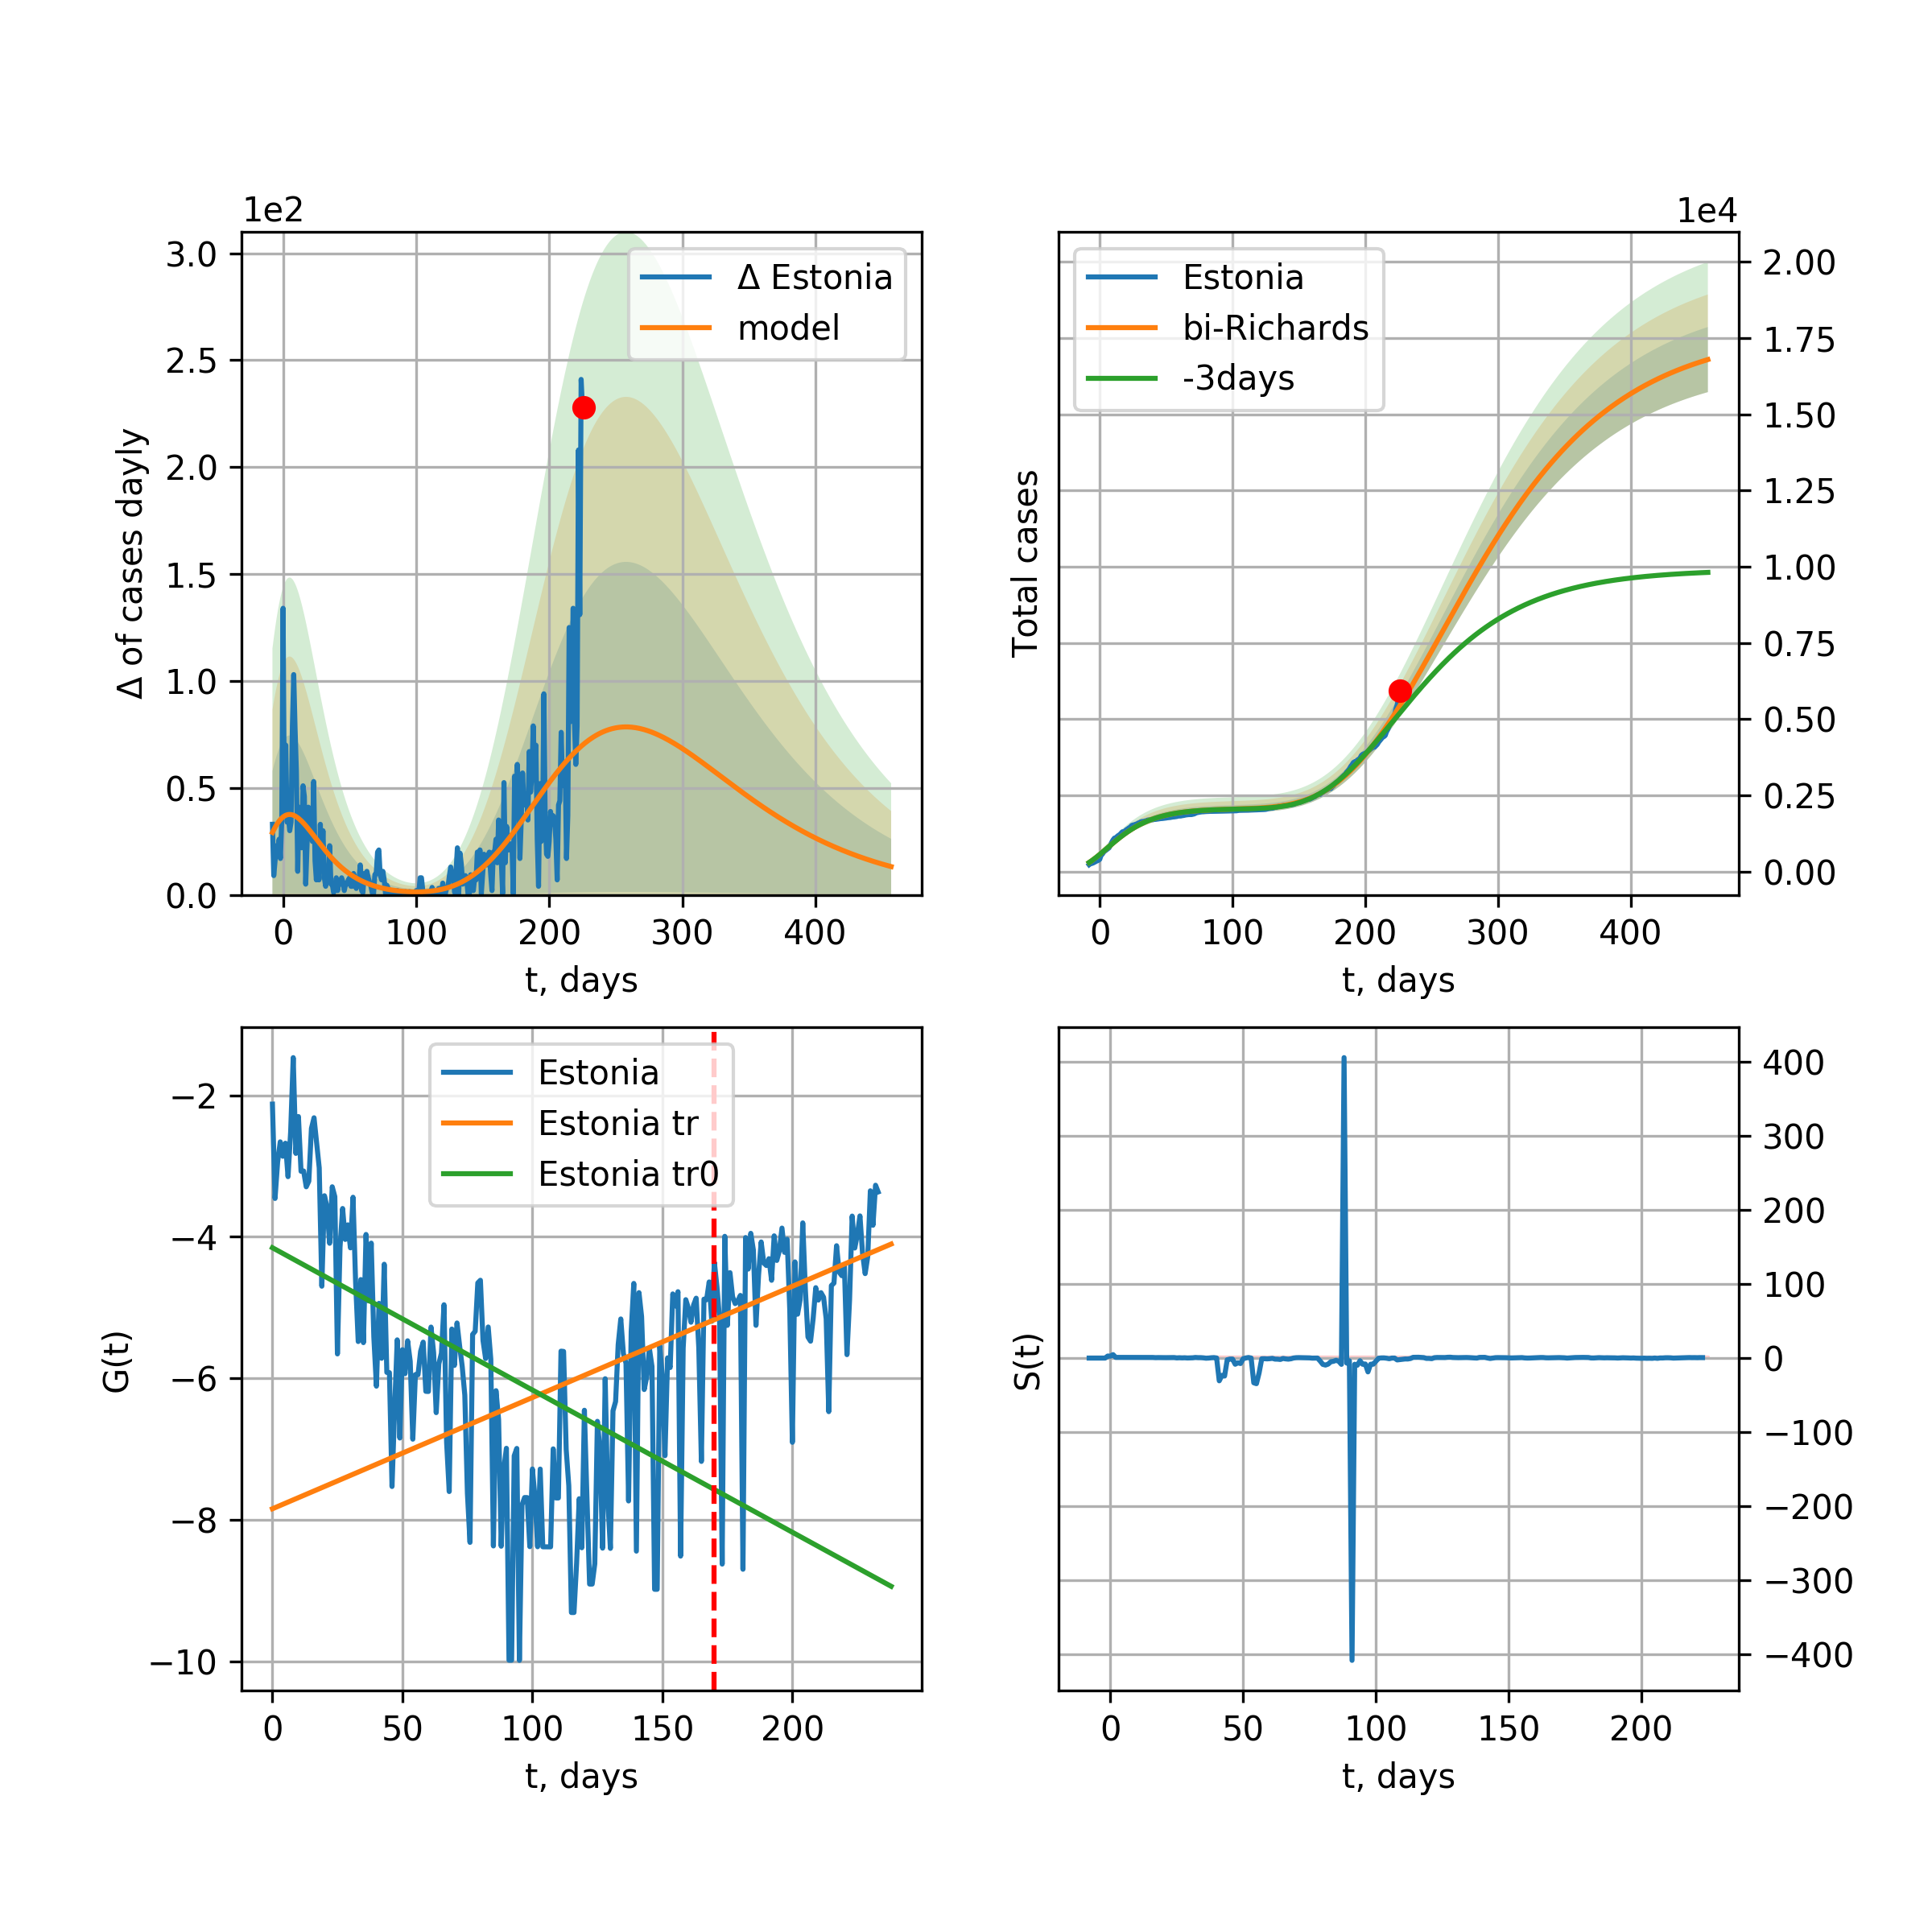 1e2
3.0
2.5
2.0
1.5
1.0
0.5
0.0
Δ of cases dayly
Δ Estonia
model
0 100 200 300 400
t, days
1e4
2.00
1.75
1.50
1.25
1.00
0.75
0.50
0.25
0.00
Total cases
Estonia
bi-Richards
-3days
0 100 200 300 400
t, days
−2
−4
−6
−8
−10
G(t)
Estonia
Estonia tr
Estonia tr0
0 50 100 150 200
t, days
400
300
200
100
0
−100
−200
−300
−400
S(t)
0 50 100 150 200
t, days